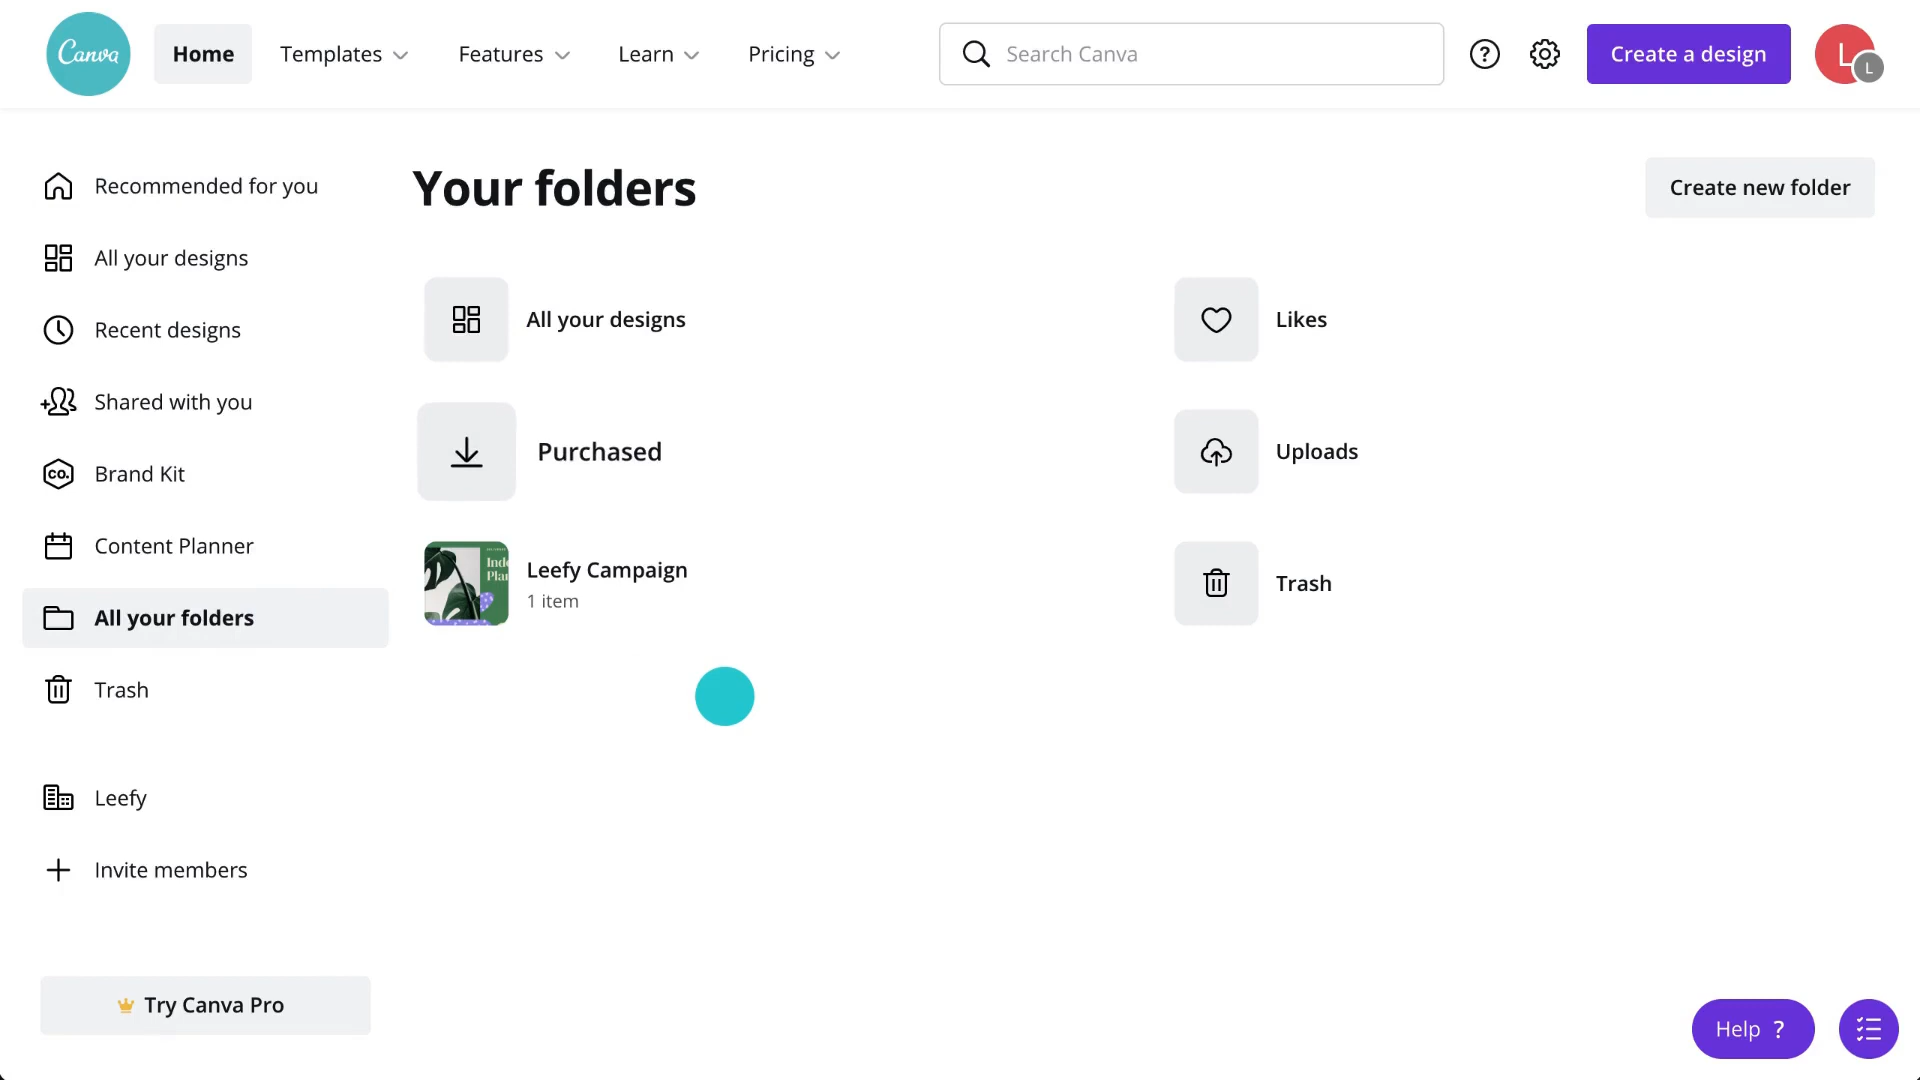 Canva
Home
Templates
Features
Learn
Pricing
Search Canva
?
Create a design
L
L
Recommended for you
All your designs
Recent designs
Shared with you
CO.
Brand Kit
Content Planner
All your folders
Trash
Leefy
Invite members
Try Canva Pro
Your folders
Create new folder
All your designs
Likes
Purchased
Uploads
Leefy Campaign
1 item
Trash
Help ?